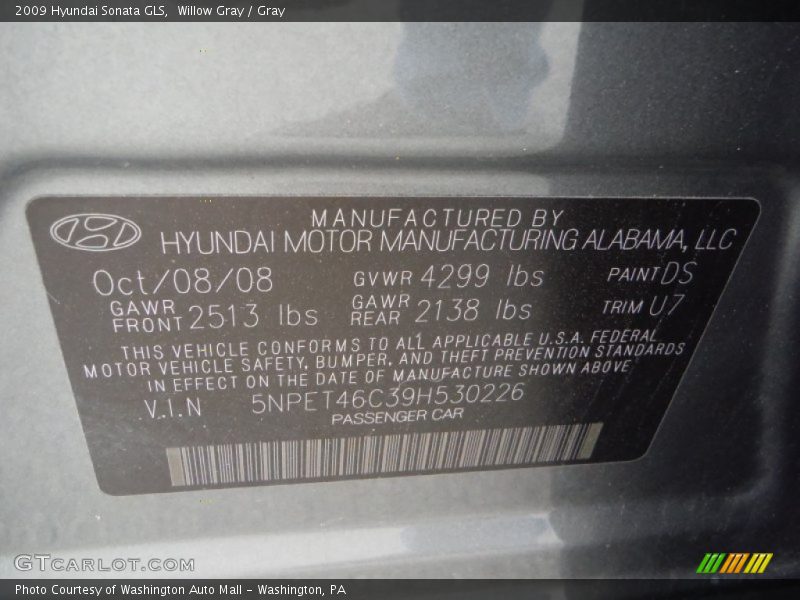 2009 Hyundai Sonata GLS, Willow Gray / Gray
MANUFACTURED BY
HYUNDAI MOTOR MANUFACTURING ALABAMA, LLC
Oct/08/08 GVWR 4299 lbs PAINT DS
GAWR FRONT 2513 lbs GAWR REAR 2138 lbs TRIM U7
THIS VEHICLE CONFORMS TO ALL APPLICABLE U.S.A. FEDERAL
MOTOR VEHICLE SAFETY, BUMPER, AND THEFT PREVENTION STANDARDS
IN EFFECT ON THE DATE OF MANUFACTURE SHOWN ABOVE
V.I.N 5NPET46C39H530226
PASSENGER CAR
GTCARLOT.COM
Photo Courtesy of Washington Auto Mall - Washington, PA